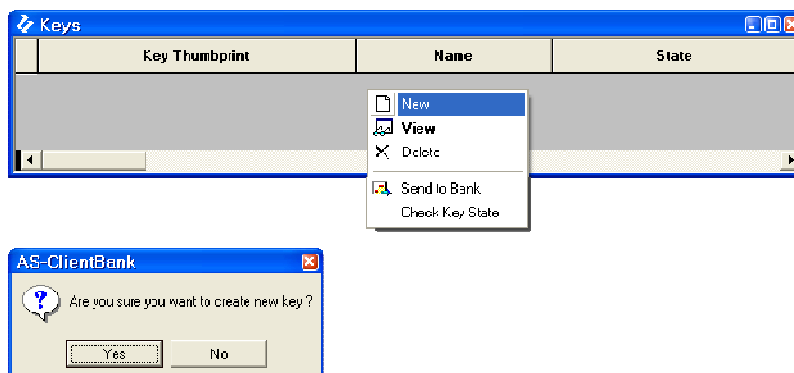 Keys
Key Thumbprint Name State
New
View
Delete
Send to Bank
Check Key State
AS-ClientBank
Are you sure you want to create new key ?
Yes No